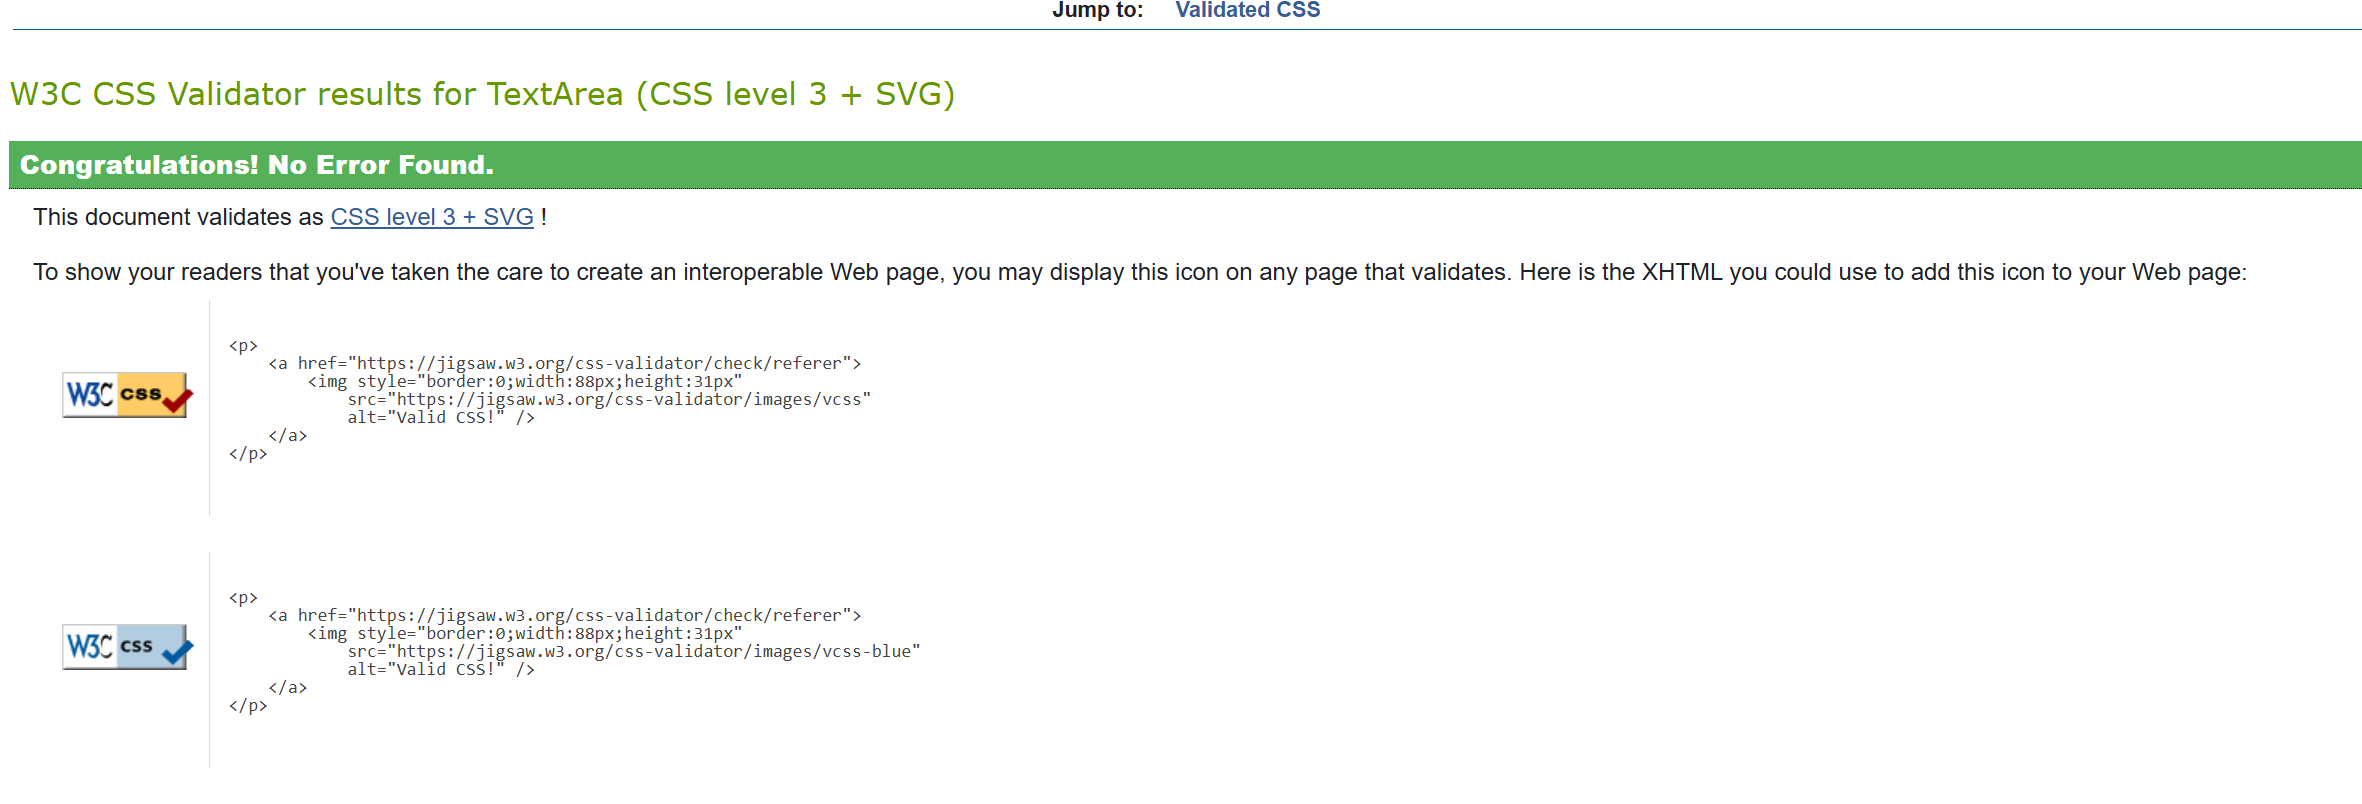 Jump to: Validated CSS
W3C CSS Validator results for TextArea (CSS level 3 + SVG)
Congratulations! No Error Found.
This document validates as CSS level 3 + SVG !
To show your readers that you've taken the care to create an interoperable Web page, you may display this icon on any page that validates. Here is the XHTML you could use to add this icon to your Web page:
<p>
<a href="https://jigsaw.w3.org/css-validator/check/referer">
<img style="border:0;width:88px;height:31px"
W3C css
src="https://jigsaw.w3.org/css-validator/images/vcss"
alt="Valid CSS!" />
</a>
</p>
<p>
<a href="https://jigsaw.w3.org/css-validator/check/referer">
<img style="border:0;width:88px;height:31px"
W3C css
src="https://jigsaw.w3.org/css-validator/images/vcss-blue"
alt="Valid CSS!" />
</a>
</p>